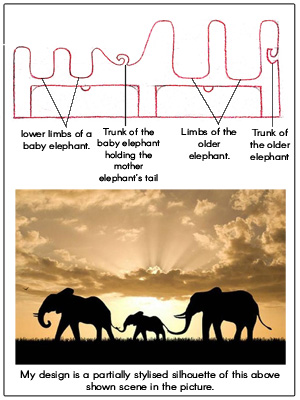 lower limbs of a
baby elephant.
Trunk of the
baby elephant
holding the
mother
elephant's tail
Limbs of the
older
elephant.
Trunk of
the older
elephant
My design is a partially stylised silhouette of this above
shown scene in the picture.